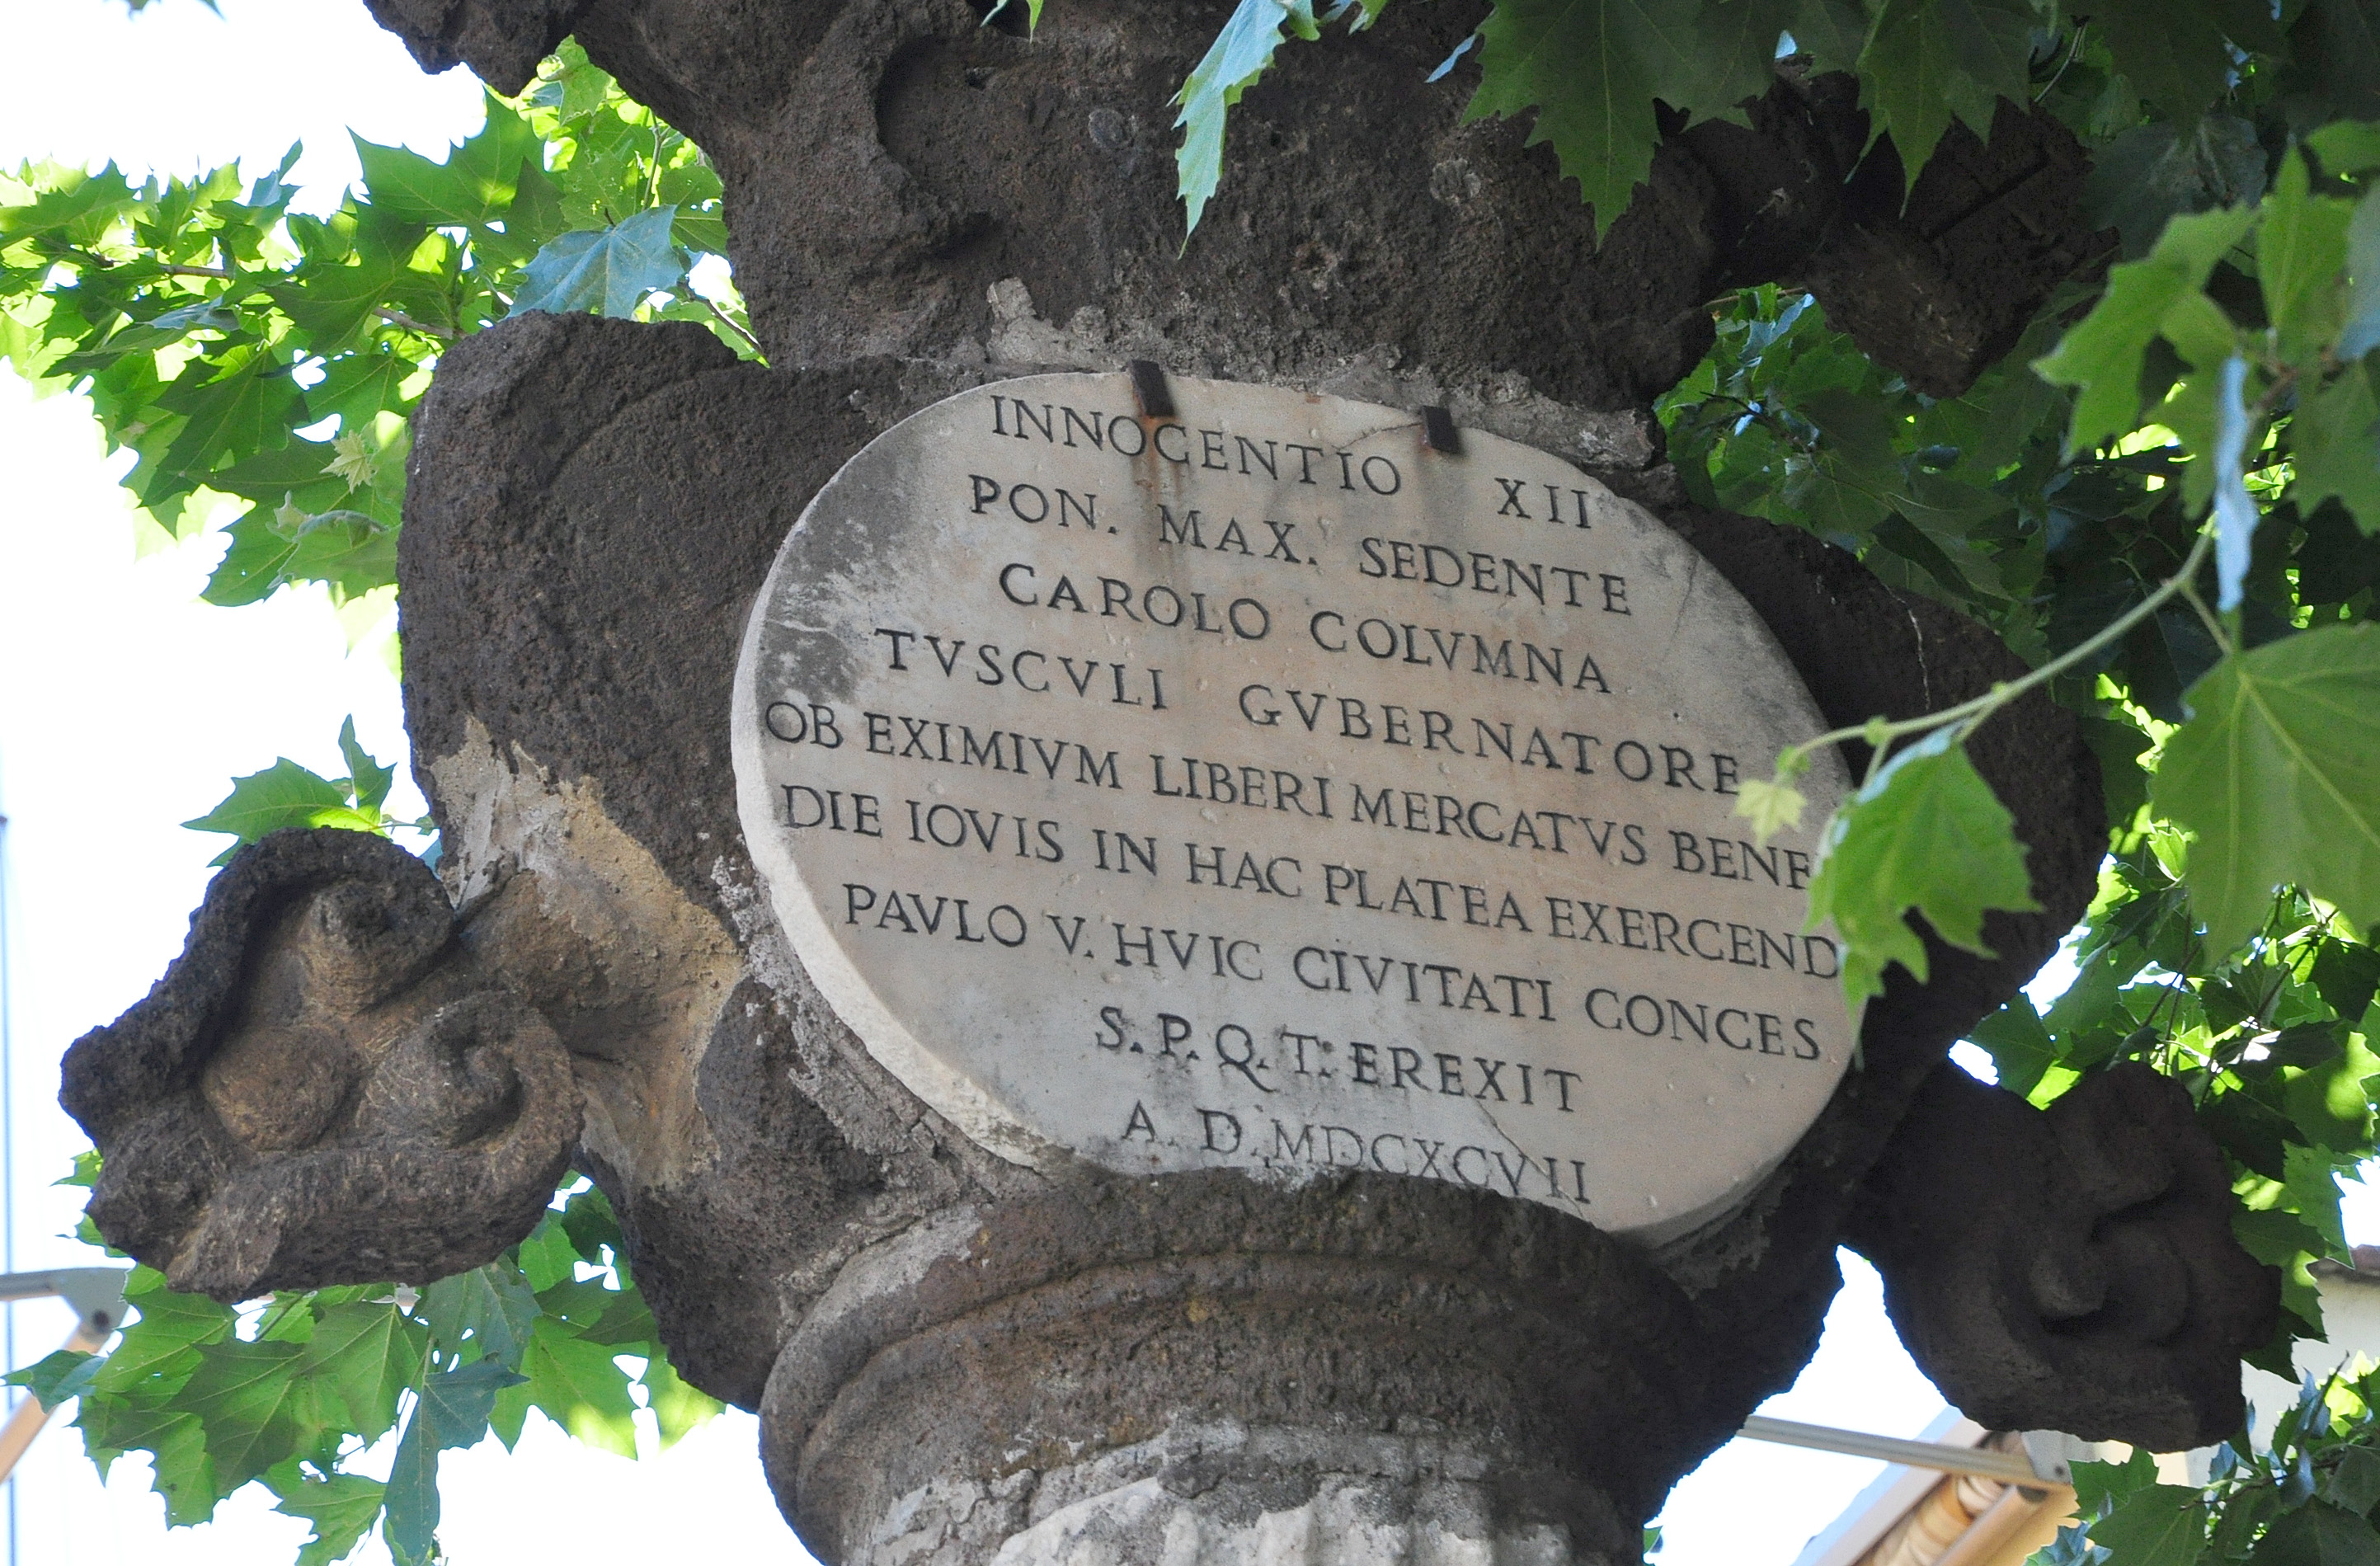 INNOCENTIO XII
PON. MAX. SEDENTE
CAROLO COLVMNA
TVSCVLI GVBERNATORE
OB EXIMIVM LIBERI MERCATVS BENE
DIE IOVIS IN HAC PLATEA EXERCEND
PAVLO V. HVIC CIVITATI CONCES
S. P. Q. T. EREXIT
A. D. MDCXCVII